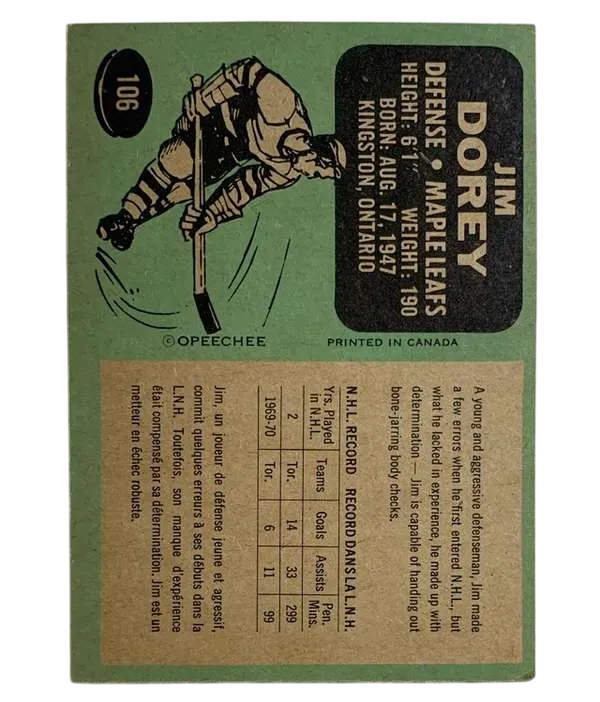 JIM
DOREY
DEFENSE • MAPLE LEAFS
HEIGHT: 6'1" WEIGHT: 190
BORN: AUG. 17, 1947
KINGSTON, ONTARIO
106
© OPEECHEE
PRINTED IN CANADA
A young and aggressive defenseman, Jim made
a few errors when he first entered N.H.L., but
what he lacked in experience, he made up with
determination — Jim is capable of handing out
bone-jarring body checks.
N.H.L. RECORD RECORD DANS LA L.N.H.
Yrs. Played in N.H.L. Teams Goals Assists Pen. Mins.
2 Tor. 14 33 299
1969-70 Tor. 6 11 99
Jim, un joueur de défense jeune et agressif,
commit quelques erreurs à ses débuts dans la
L.N.H. Toutefois, son manque d'expérience
était compensé par sa détermination. Jim est un
metteur en échec robuste.